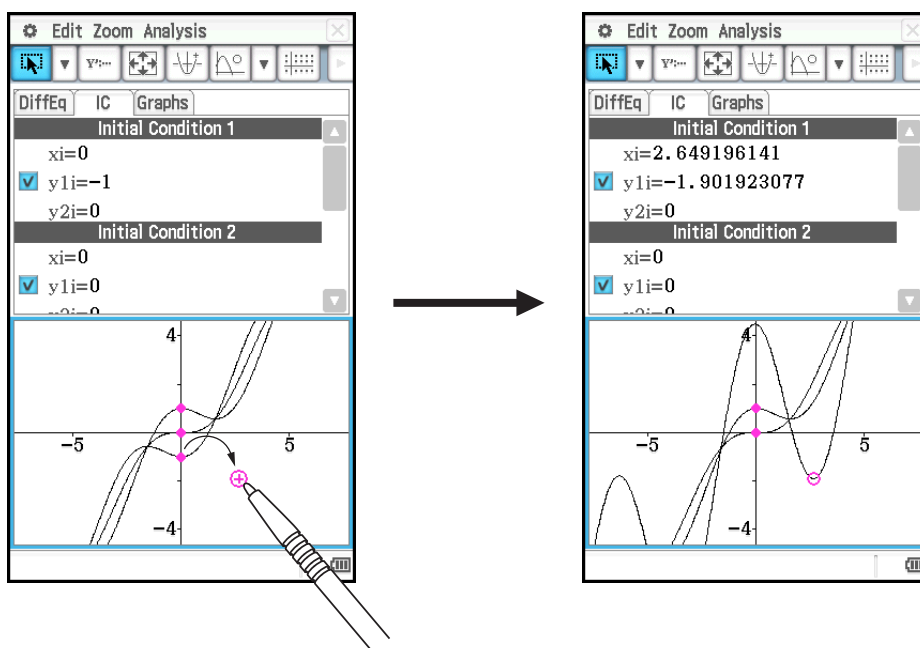 Edit Zoom Analysis
DiffEq IC Graphs
Initial Condition 1
xi=0
y1i=-1
y2i=0
Initial Condition 2
xi=0
y1i=0
4
-5
5
-4
Edit Zoom Analysis
DiffEq IC Graphs
Initial Condition 1
xi=2.649196141
y1i=-1.901923077
y2i=0
Initial Condition 2
xi=0
y1i=0
4
-5
5
-4